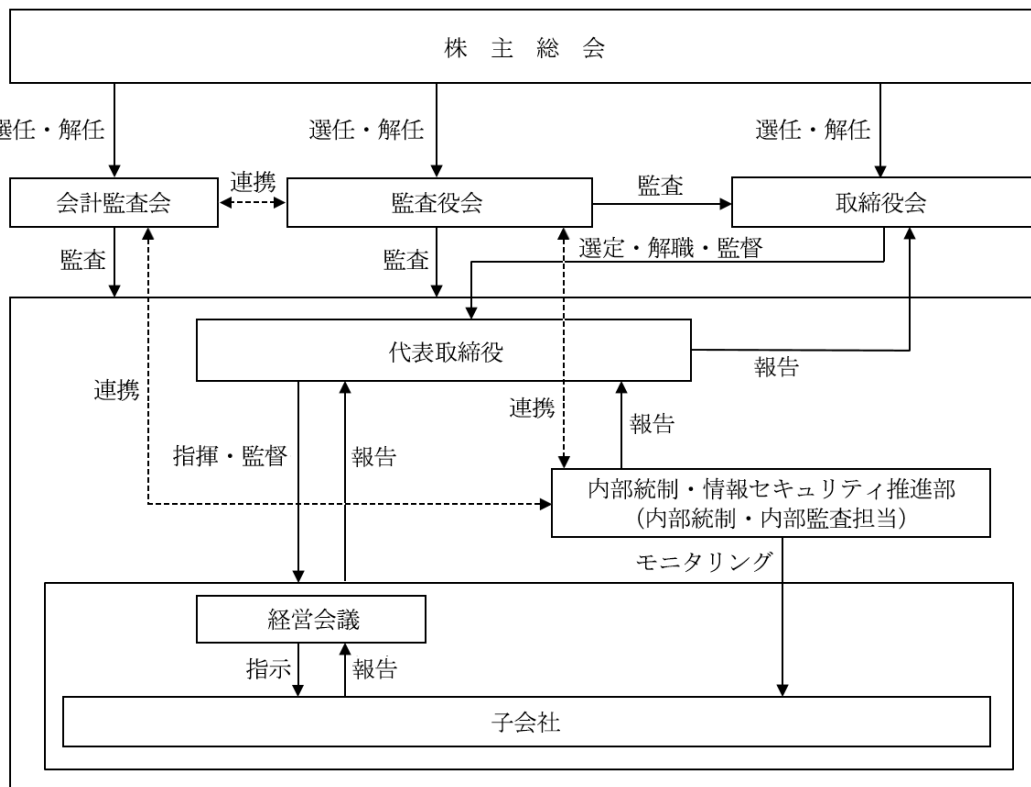 株主総会
選任・解任
選任・解任
選任・解任
連携
監査
会計監査会
監査役会
取締役会
監査
監査
選定・解職・監督
代表取締役
報告
連携
連携
報告
指揮・監督
報告
内部統制・情報セキュリティ推進部
（内部統制・内部監査担当）
モニタリング
経営会議
指示
報告
子会社